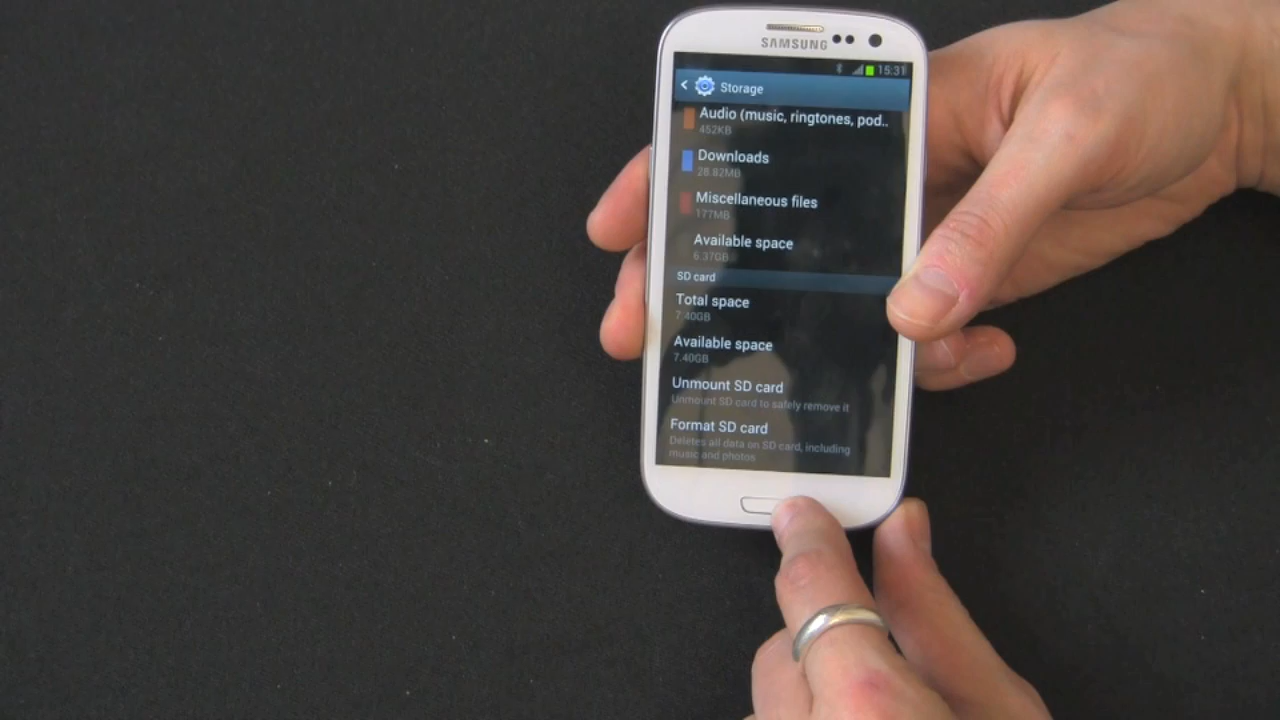 SAMSUNG
15:31
Storage
Audio (music, ringtones, pod..
452KB
Downloads
28.82MB
Miscellaneous files
177MB
Available space
6.37GB
SD card
Total space
7.40GB
Available space
7.40GB
Unmount SD card
Unmount SD card to safely remove it
Format SD card
Deletes all data on SD card, including
music and photos